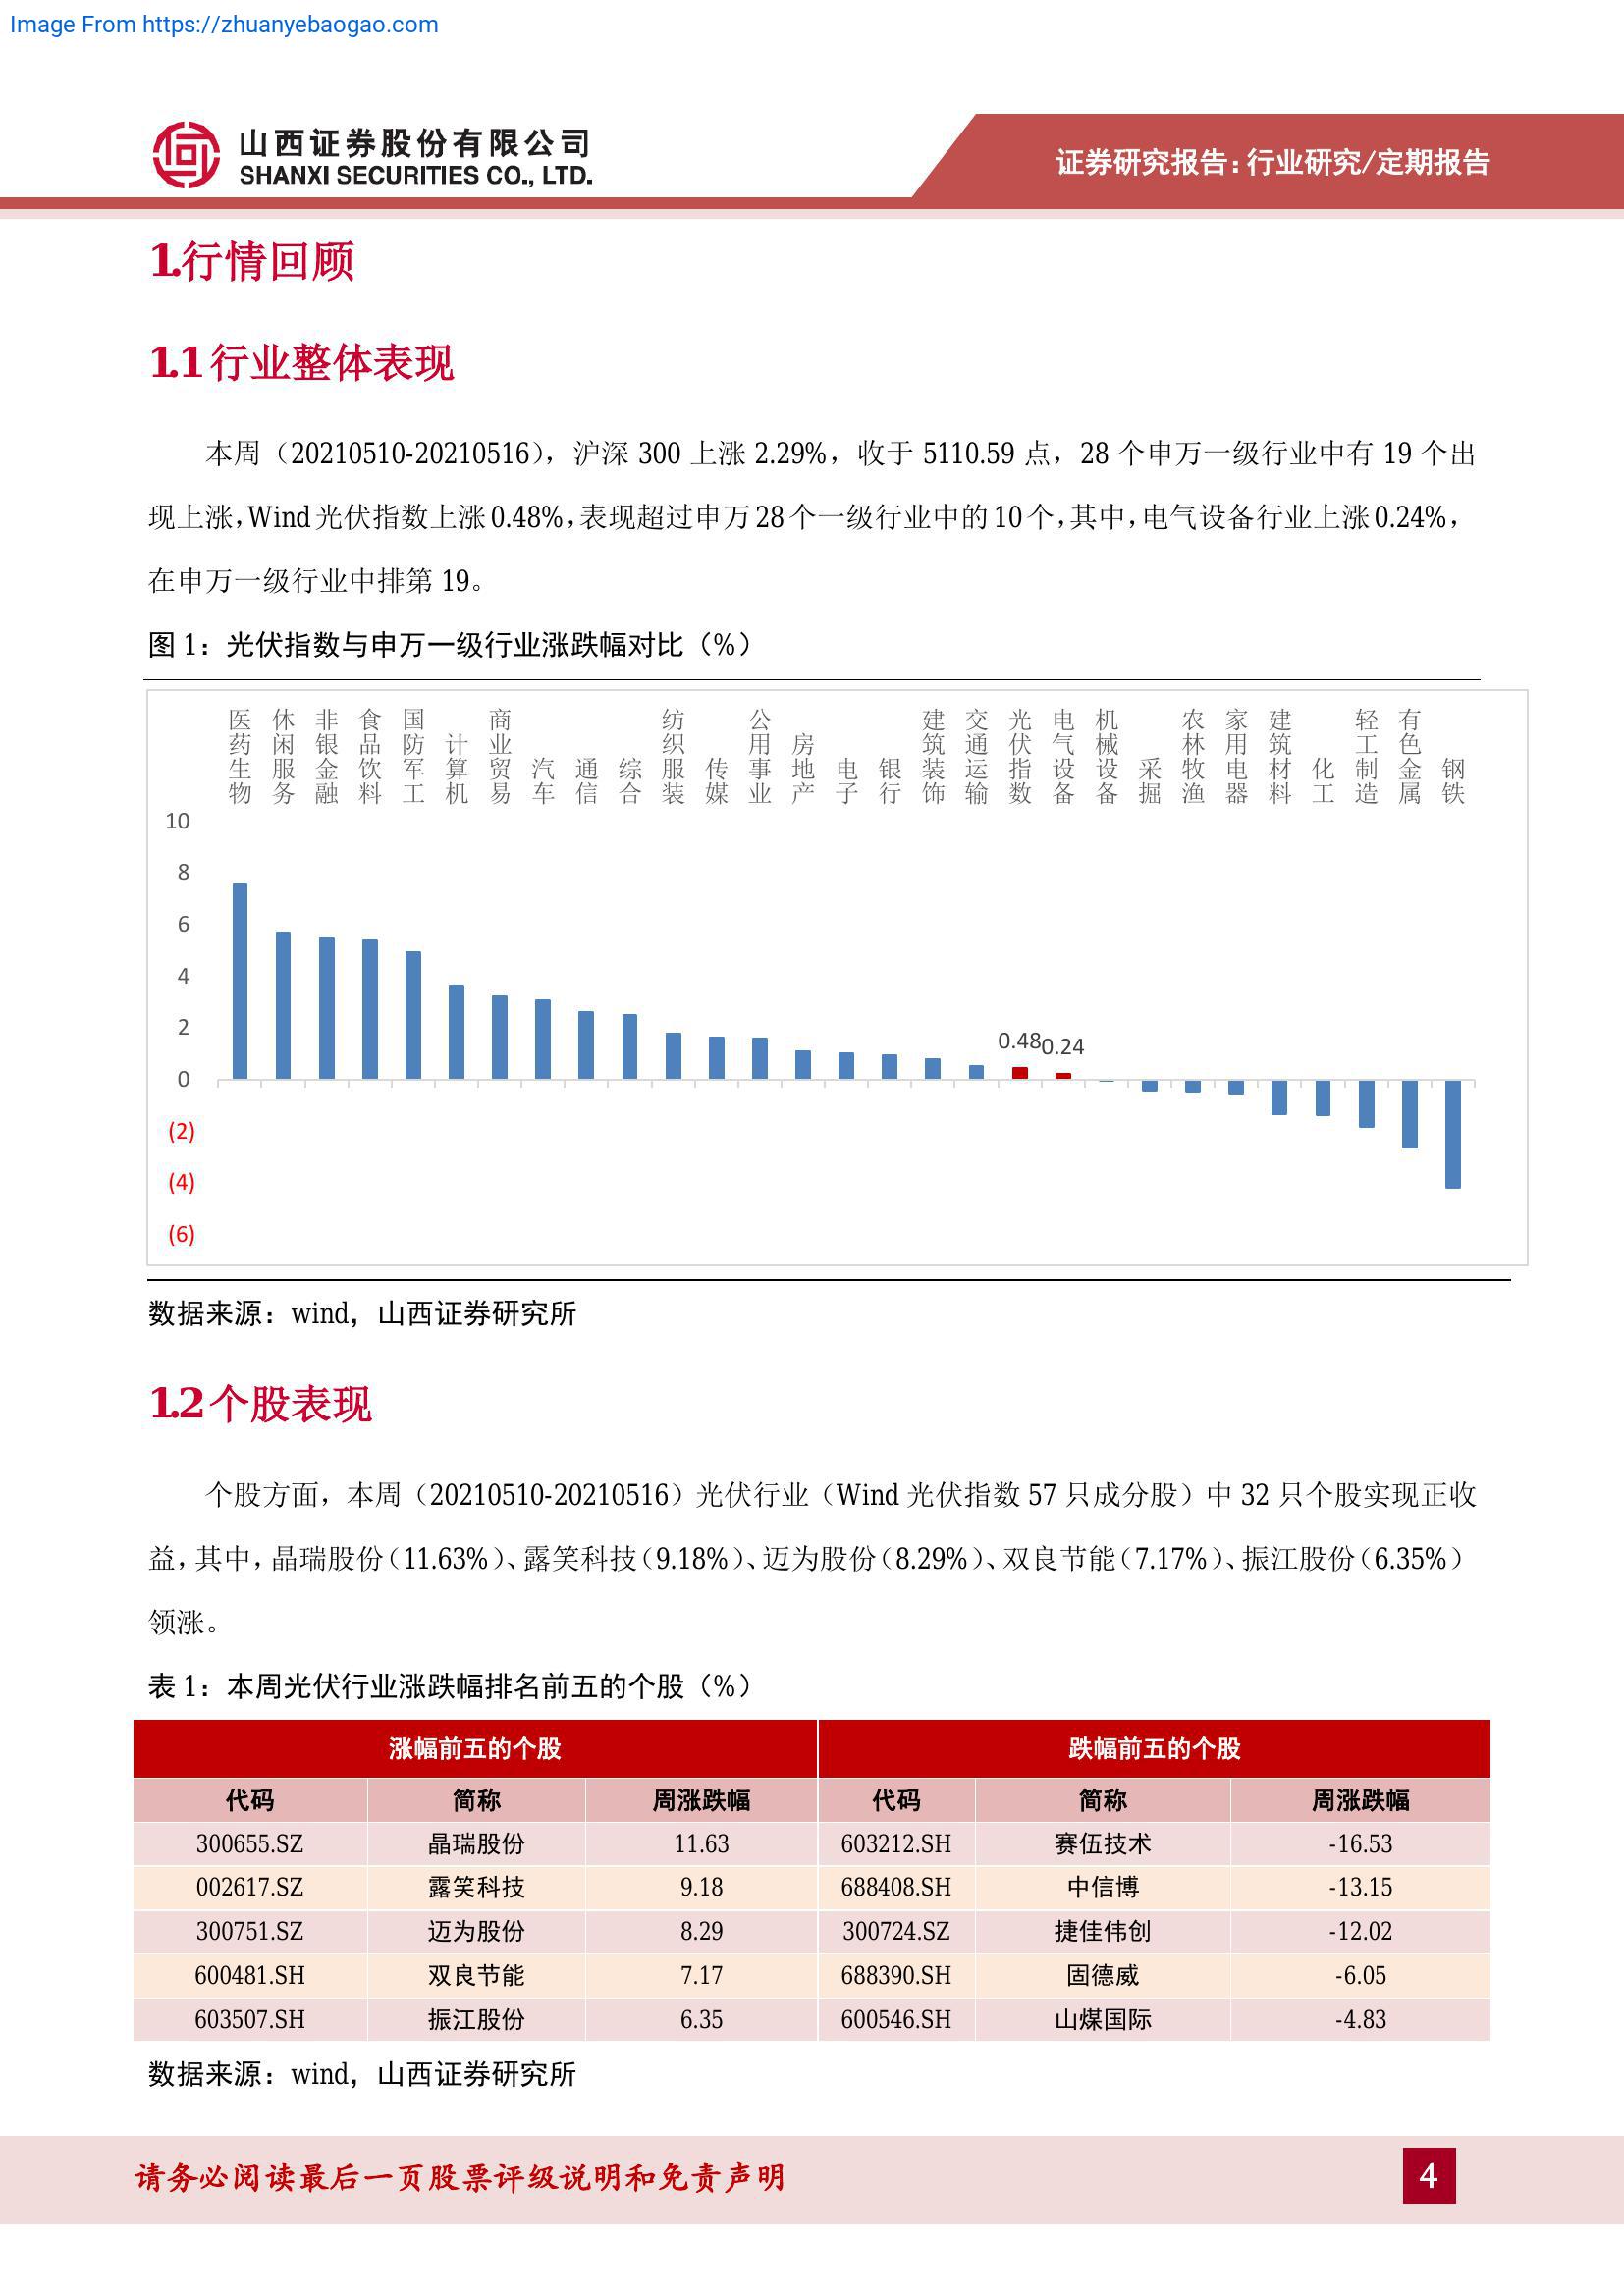 Image From https://zhuanyebaogao.com
山西证券股份有限公司
SHANXI SECURITIES CO., LTD.
证券研究报告:行业研究/定期报告
1.行情回顾
1.1 行业整体表现
本周（20210510-20210516），沪深 300 上涨 2.29%，收于 5110.59 点，28 个申万一级行业中有 19 个出
现上涨，Wind 光伏指数上涨 0.48%，表现超过申万 28 个一级行业中的 10 个，其中，电气设备行业上涨 0.24%，
在申万一级行业中排第 19。
图 1：光伏指数与申万一级行业涨跌幅对比（%）
医药生物 休闲服务 非银金融 食品饮料 国防军工 计算机 商业贸易 汽车 通信 综合 纺织服装 传媒 公用事业 房地产 电子 银行 建筑装饰 交通运输 光伏指数 电气设备 机械设备 采掘 农林牧渔 家用电器 建筑材料 化工 轻工制造 有色金属 钢铁
10
8
6
4
2
0.48 0.24
0
(2)
(4)
(6)
数据来源：wind，山西证券研究所
1.2 个股表现
个股方面，本周（20210510-20210516）光伏行业（Wind 光伏指数 57 只成分股）中 32 只个股实现正收
益，其中，晶瑞股份（11.63%）、露笑科技（9.18%）、迈为股份（8.29%）、双良节能（7.17%）、振江股份（6.35%）
领涨。
表 1：本周光伏行业涨跌幅排名前五的个股（%）
涨幅前五的个股 跌幅前五的个股
代码 简称 周涨跌幅 代码 简称 周涨跌幅
300655.SZ 晶瑞股份 11.63 603212.SH 赛伍技术 -16.53
002617.SZ 露笑科技 9.18 688408.SH 中信博 -13.15
300751.SZ 迈为股份 8.29 300724.SZ 捷佳伟创 -12.02
600481.SH 双良节能 7.17 688390.SH 固德威 -6.05
603507.SH 振江股份 6.35 600546.SH 山煤国际 -4.83
数据来源：wind，山西证券研究所
请务必阅读最后一页股票评级说明和免责声明
4